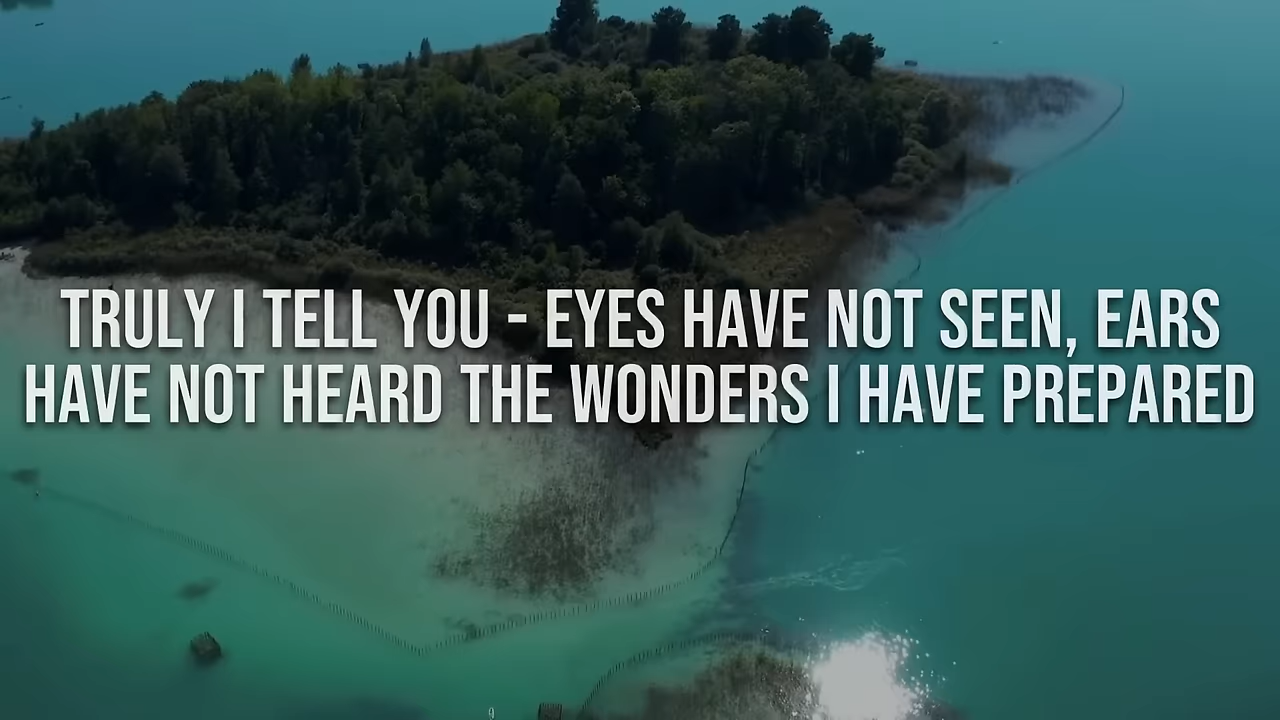 TRULY I TELL YOU - EYES HAVE NOT SEEN, EARS
HAVE NOT HEARD THE WONDERS I HAVE PREPARED